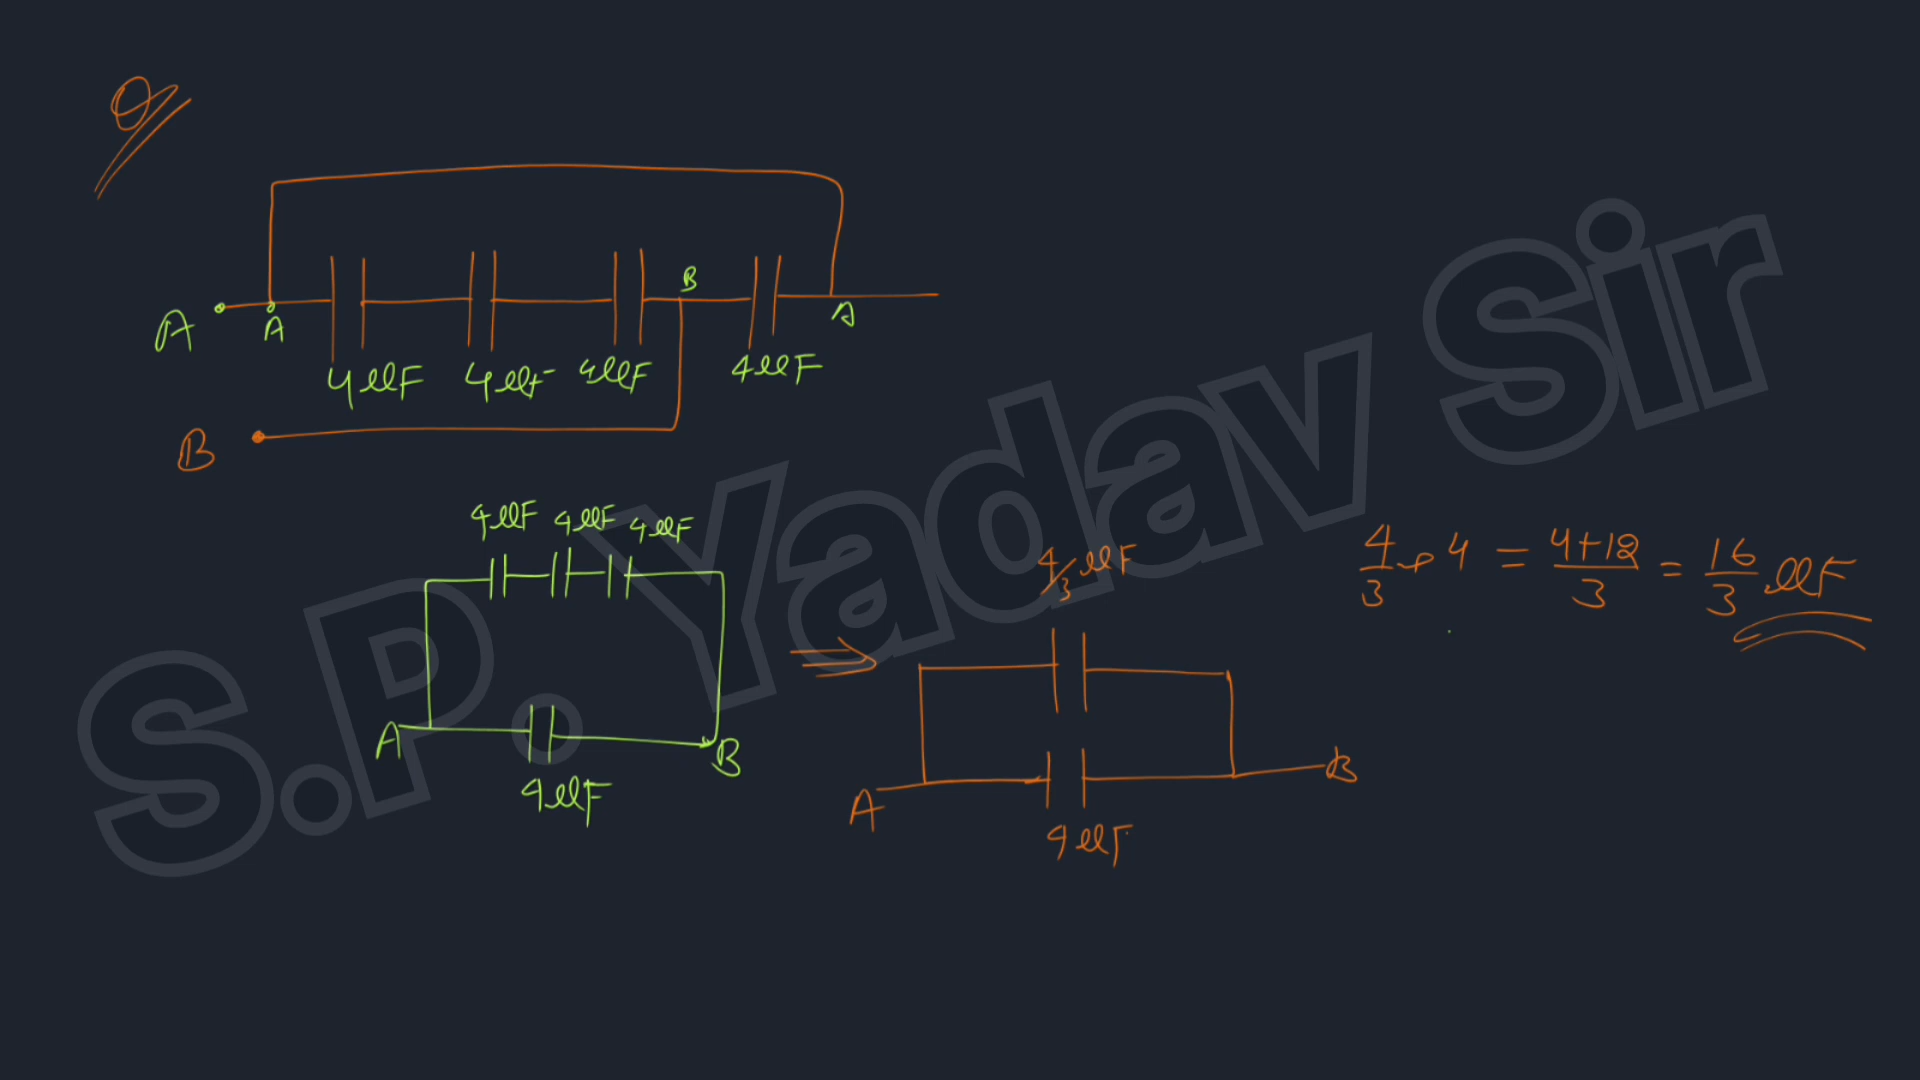 Q
B
A A A
4μF 4μF 4μF 4μF
B
4μF 4μF 4μF
A B
4μF
4/3 μF
A B
4μF
4/3 + 4 = 4+12/3 = 16/3 μF
S.P. Yadav Sir